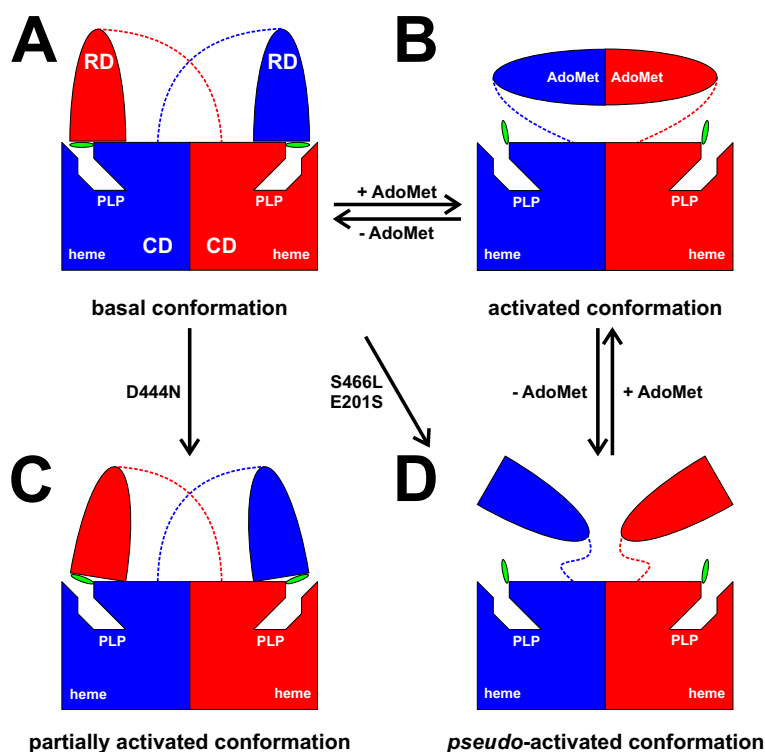 A
RD
RD
PLP
PLP
heme
CD
CD
heme
basal conformation
+ AdoMet
- AdoMet
B
AdoMet
AdoMet
PLP
PLP
heme
heme
activated conformation
D444N
S466L
E201S
- AdoMet
+ AdoMet
C
PLP
PLP
heme
heme
partially activated conformation
D
PLP
PLP
heme
heme
pseudo-activated conformation